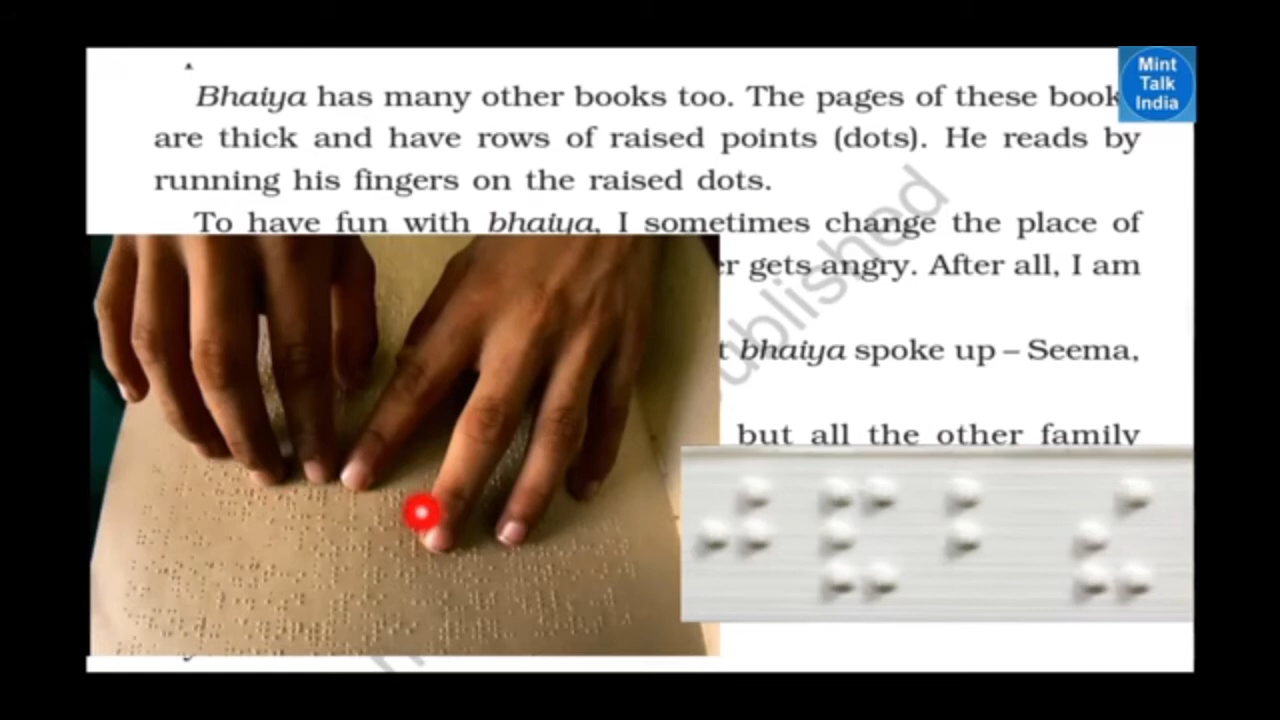 Bhaiya has many other books too. The pages of these book
are thick and have rows of raised points (dots). He reads by
running his fingers on the raised dots.
To have fun with bhaiya, I sometimes change the place of
gets angry. After all, I am
bhaiya spoke up – Seema,
but all the other family
Mint
Talk
India